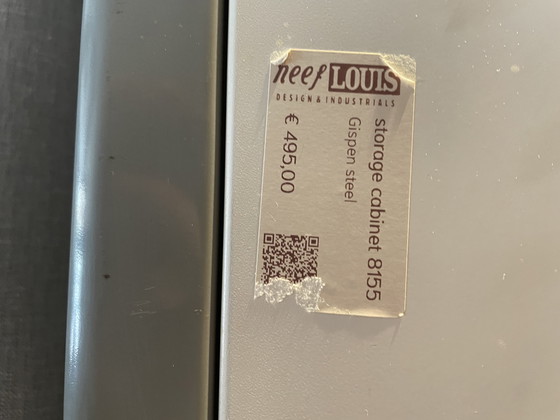 neef LOUIS
DESIGN & INDUSTRIALS
storage cabinet 8155
Gispen steel
€ 495,00